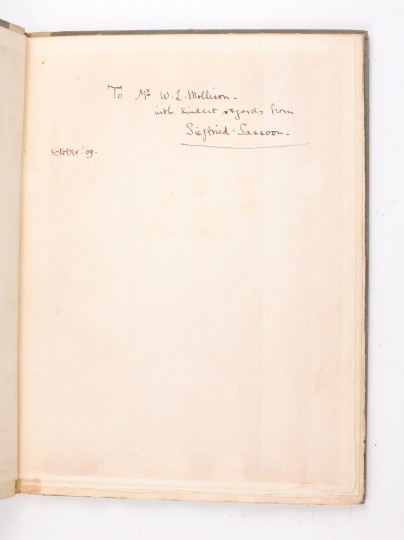 To Mr W. L. Mollison.
with kindest regards from
Siegfried. Sassoon.
October. '09.